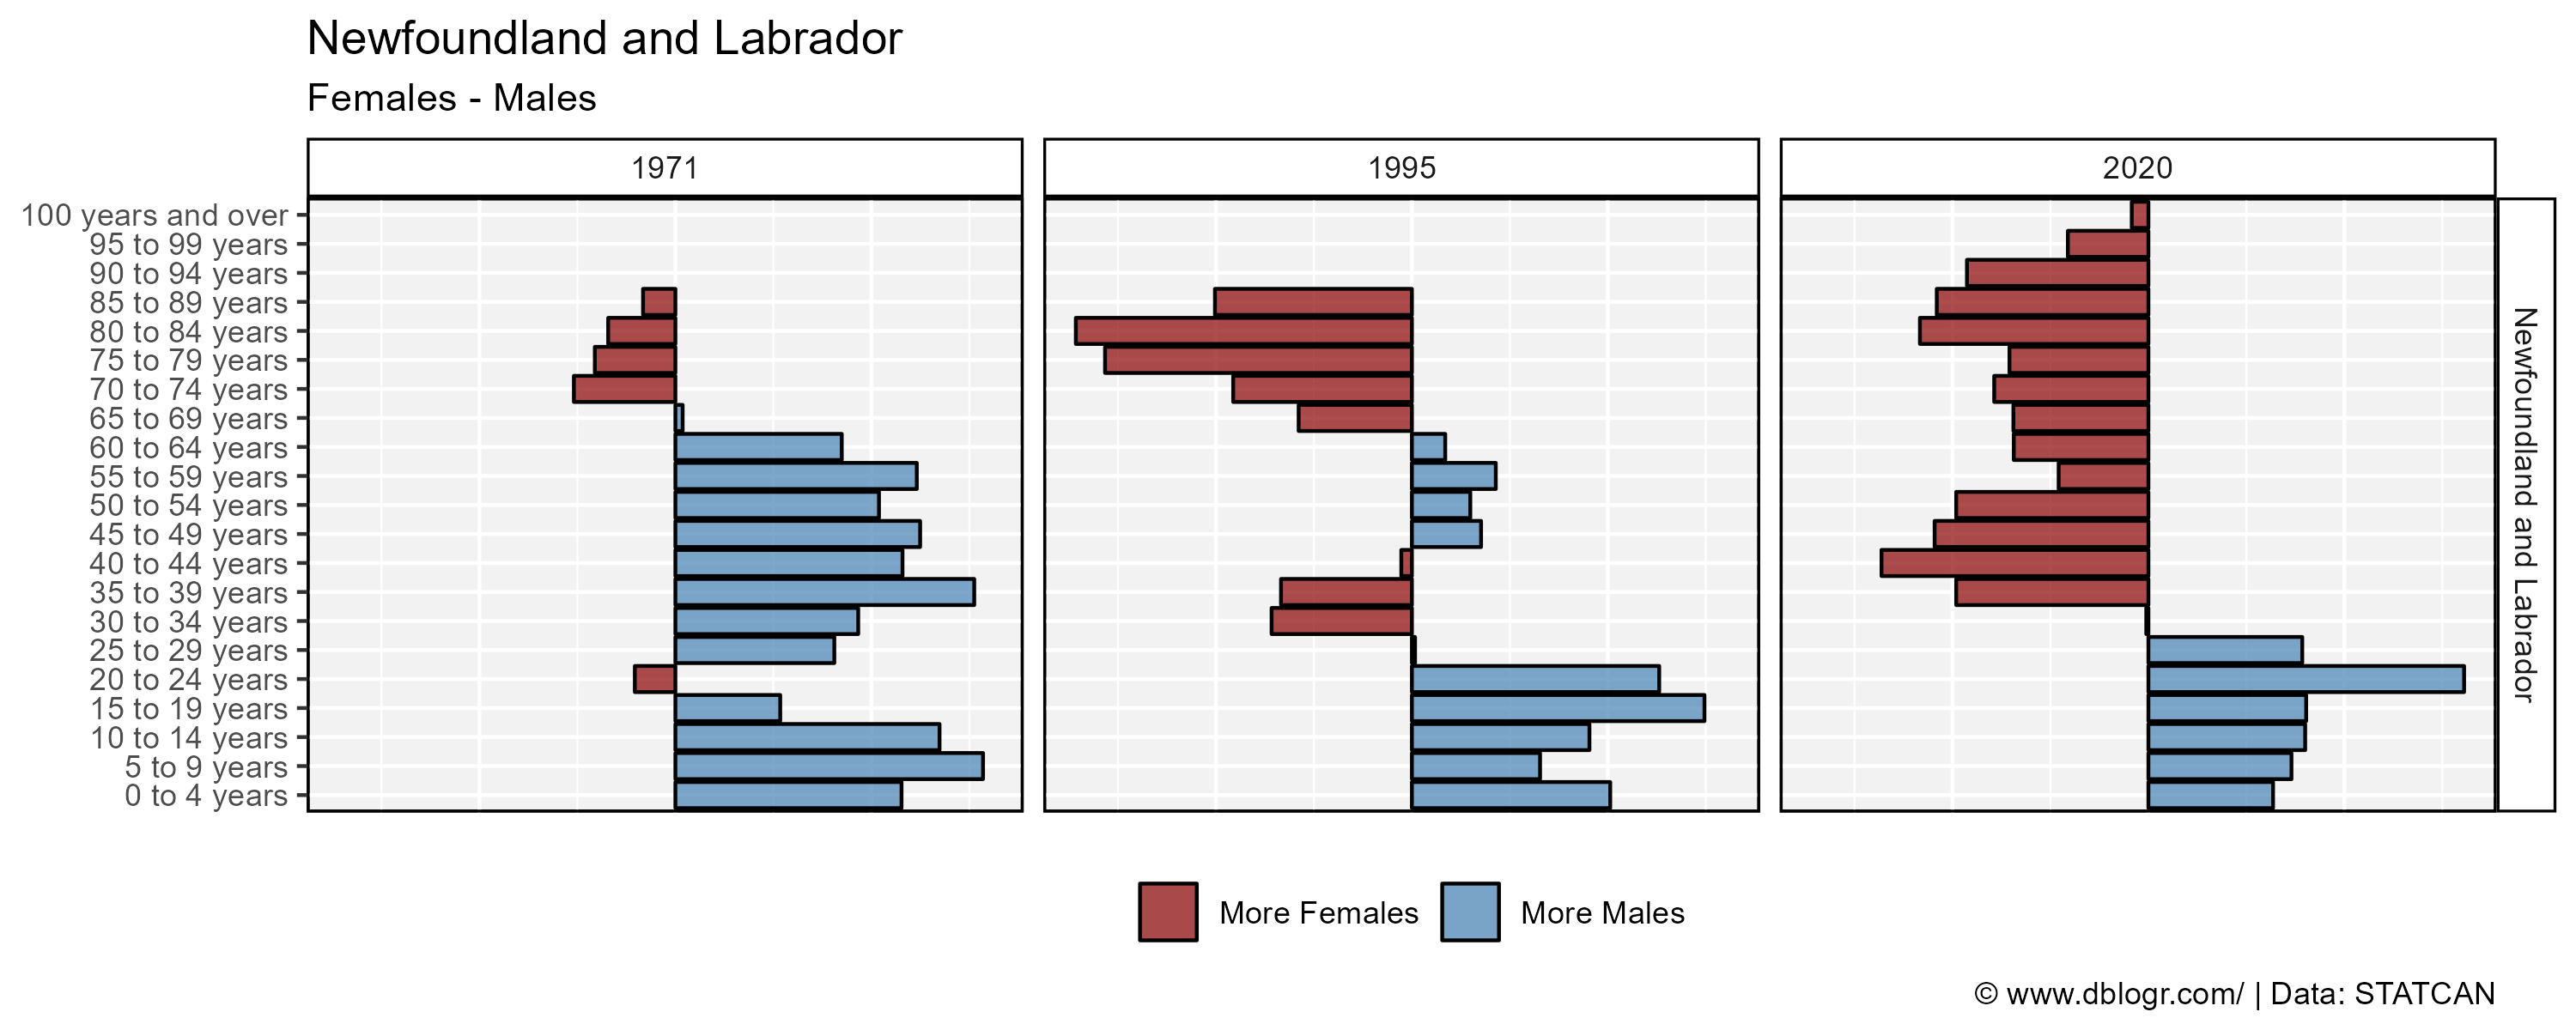 Newfoundland and Labrador
Females - Males
1971
1995
2020
100 years and over
95 to 99 years
90 to 94 years
85 to 89 years
80 to 84 years
75 to 79 years
70 to 74 years
65 to 69 years
60 to 64 years
55 to 59 years
50 to 54 years
45 to 49 years
40 to 44 years
35 to 39 years
30 to 34 years
25 to 29 years
20 to 24 years
15 to 19 years
10 to 14 years
5 to 9 years
0 to 4 years
Newfoundland and Labrador
More Females
More Males
© www.dblogr.com/ | Data: STATCAN